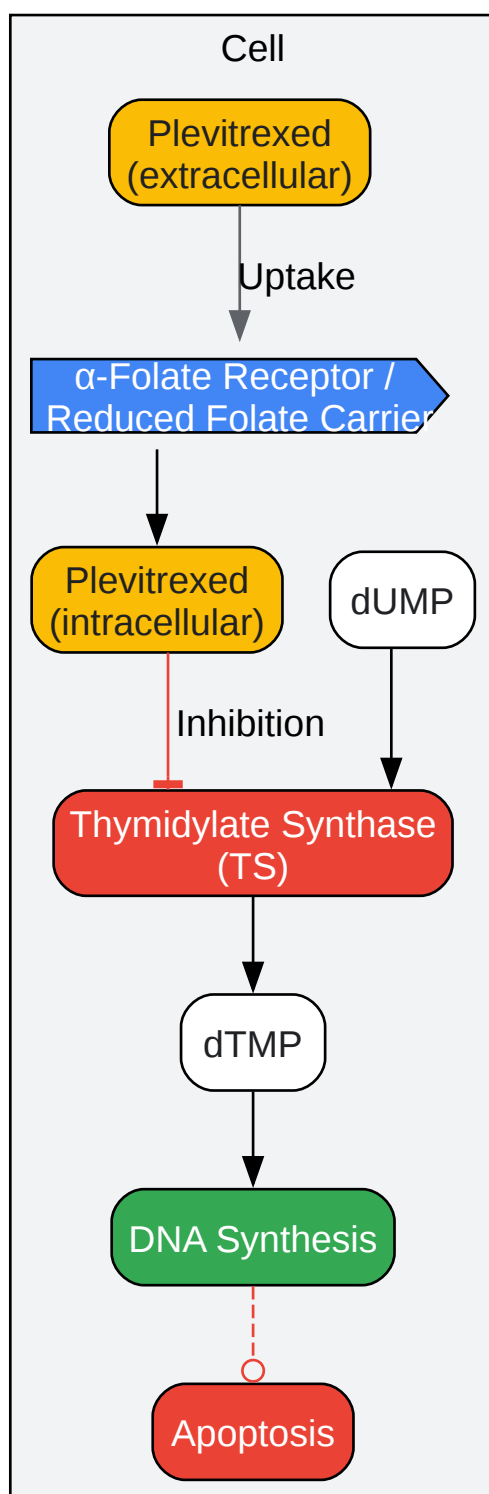 Cell
Plevitrexed
(extracellular)
Uptake
α-Folate Receptor /
Reduced Folate Carrier
Plevitrexed
(intracellular)
dUMP
Inhibition
Thymidylate Synthase
(TS)
dTMP
DNA Synthesis
Apoptosis